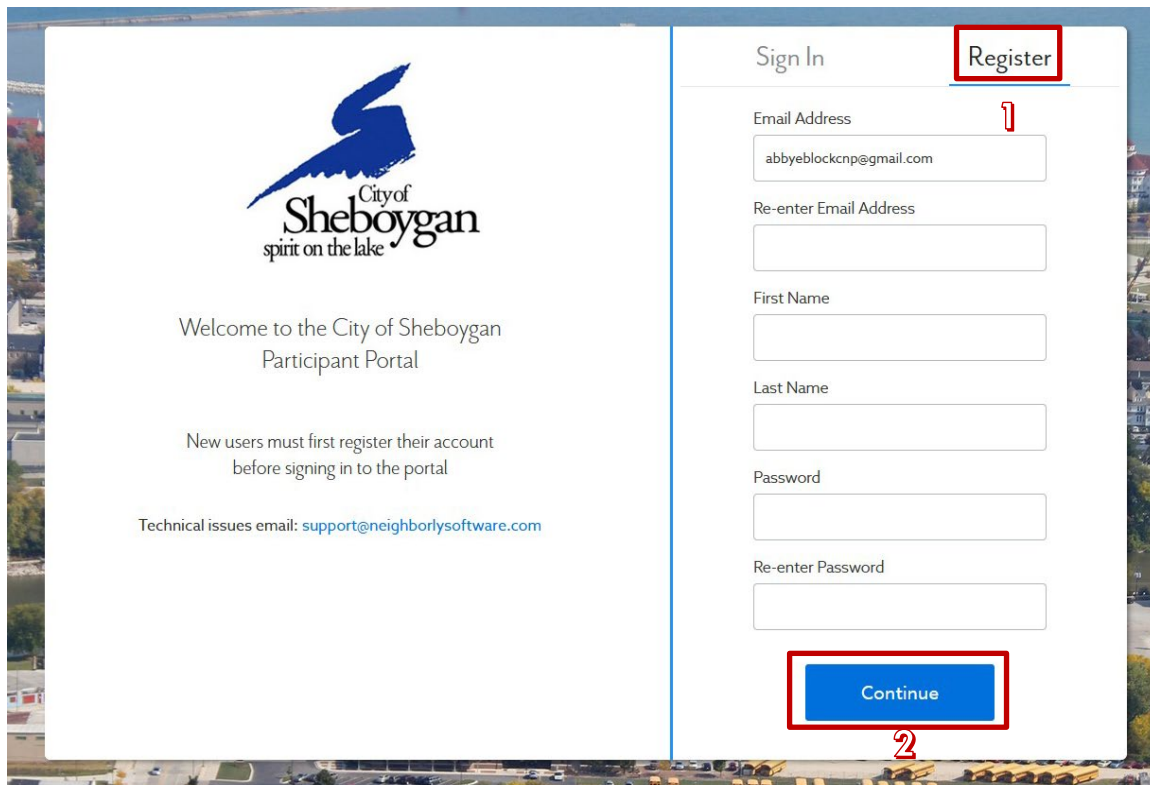 City of
Sheboygan
spirit on the lake
Welcome to the City of Sheboygan
Participant Portal
New users must first register their account
before signing in to the portal
Technical issues email: support@neighborlysoftware.com
Sign In
Register
1
Email Address
abbyeblockcnp@gmail.com
Re-enter Email Address
First Name
Last Name
Password
Re-enter Password
Continue
2